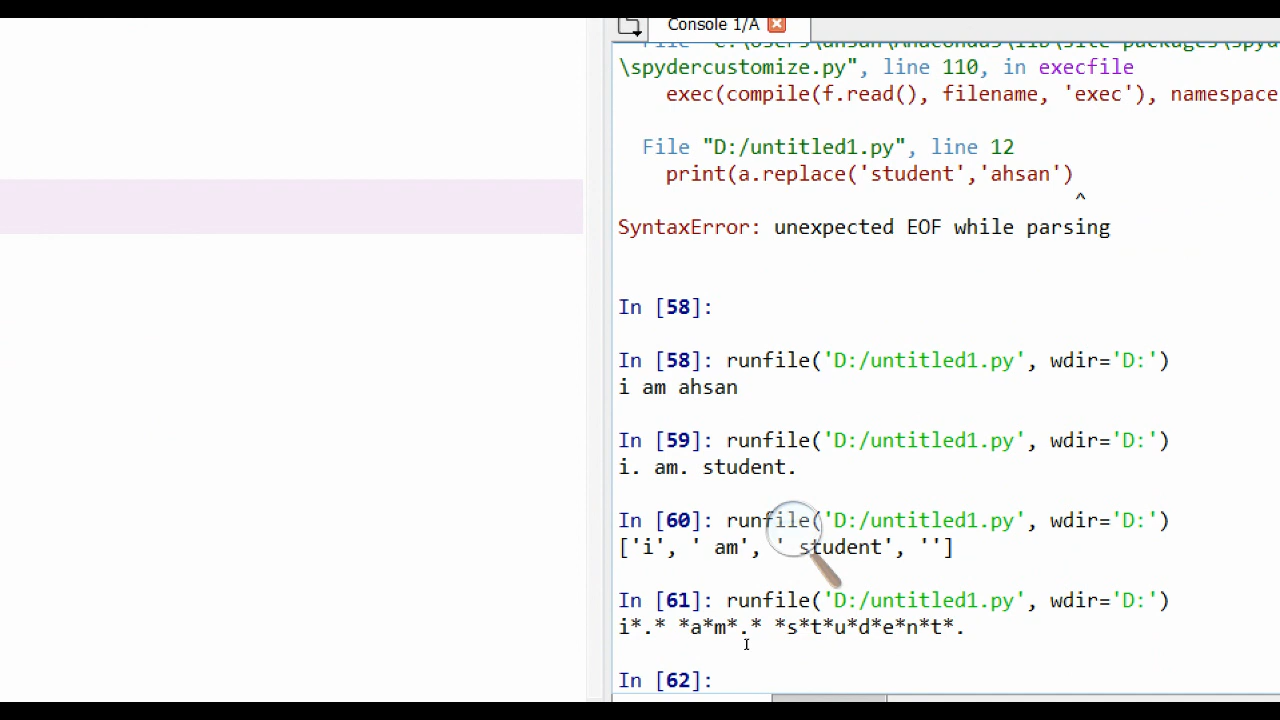 Console 1/A
\spydercustomize.py", line 110, in execfile
exec(compile(f.read(), filename, 'exec'), namespace
File "D:/untitled1.py", line 12
print(a.replace('student','ahsan')
^
SyntaxError: unexpected EOF while parsing
In [58]:
In [58]: runfile('D:/untitled1.py', wdir='D:')
i am ahsan
In [59]: runfile('D:/untitled1.py', wdir='D:')
i. am. student.
In [60]: runfile('D:/untitled1.py', wdir='D:')
['i', ' am', ' student', '']
In [61]: runfile('D:/untitled1.py', wdir='D:')
i*.* *a*m*.* *s*t*u*d*e*n*t*.
In [62]: